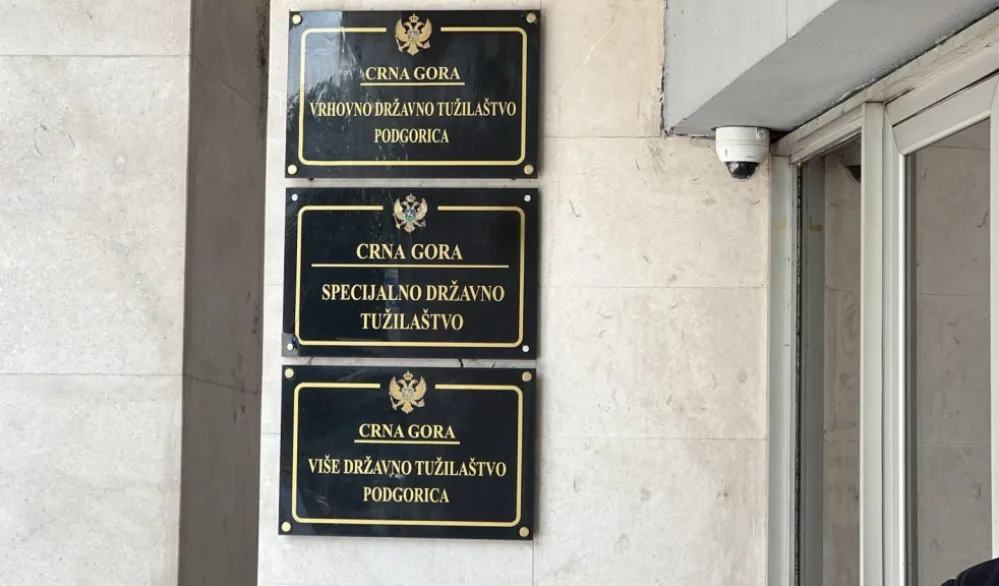 CRNA GORA
VRHOVNO DRŽAVNO TUŽILAŠTVO
PODGORICA
CRNA GORA
SPECIJALNO DRŽAVNO
TUŽILAŠTVO
CRNA GORA
VIŠE DRŽAVNO TUŽILAŠTVO
PODGORICA